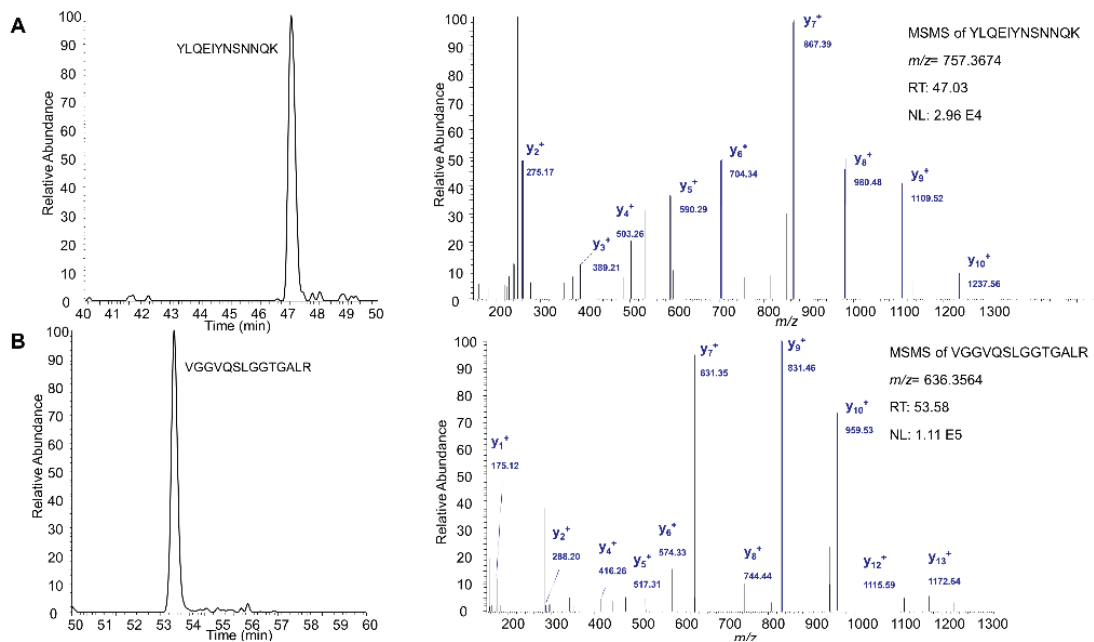 A
YLQEIYNSNNQK
Relative Abundance
100
90
80
70
60
50
40
30
20
10
0
40 41 42 43 44 45 46 47 48 49 50
Time (min)
Relative Abundance
100
90
80
70
60
50
40
30
20
10
0
y2+
275.17
y3+
389.21
y4+
503.26
y5+
590.29
y6+
704.34
y7+
867.39
y8+
980.48
y9+
1109.52
y10+
1237.56
200 300 400 500 600 700 800 900 1000 1100 1200 1300
m/z
MSMS of YLQEIYNSNNQK
m/z= 757.3674
RT: 47.03
NL: 2.96 E4
B
VGGVQSLGGTGALR
Relative Abundance
100
90
80
70
60
50
40
30
20
10
0
50 51 52 53 54 55 56 57 58 59 60
Time (min)
Relative Abundance
100
90
80
70
60
50
40
30
20
10
0
y1+
175.12
y2+
288.20
y4+
416.26
y5+
517.31
y6+
574.33
y7+
631.35
y8+
744.44
y9+
831.46
y10+
959.53
y12+
1115.59
y13+
1172.64
200 300 400 500 600 700 800 900 1000 1100 1200 1300
m/z
MSMS of VGGVQSLGGTGALR
m/z= 636.3564
RT: 53.58
NL: 1.11 E5